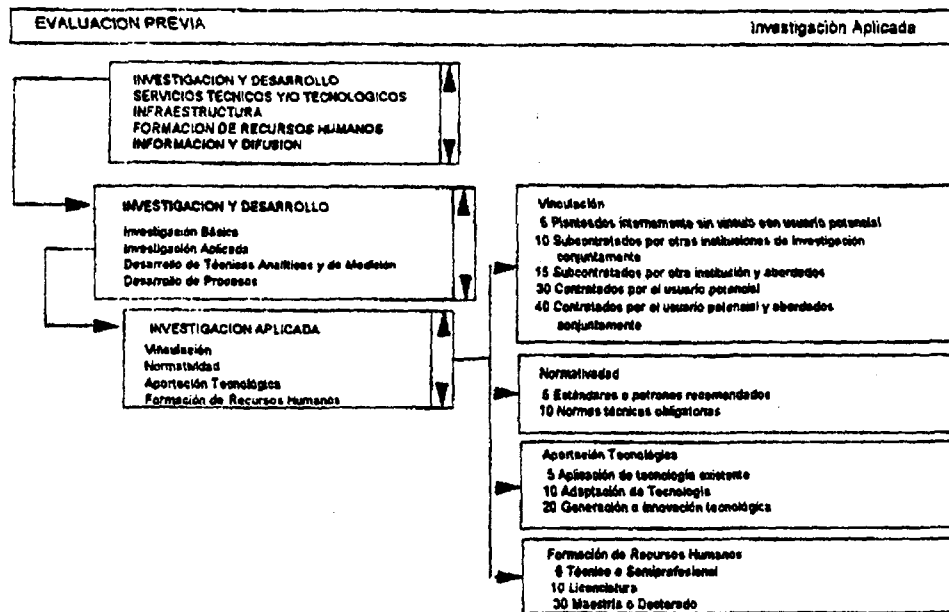 EVALUACION PREVIA
Investigación Aplicada
INVESTIGACION Y DESARROLLO
SERVICIOS TECNICOS Y/O TECNOLOGICOS
INFRAESTRUCTURA
FORMACION DE RECURSOS HUMANOS
INFORMACION Y DIFUSION
INVESTIGACION Y DESARROLLO
Investigación Básica
Investigación Aplicada
Desarrollo de Técnicas Analíticas y de Medición
Desarrollo de Procesos
INVESTIGACION APLICADA
Vinculación
Normatividad
Aportación Tecnológica
Formación de Recursos Humanos
Vinculación
5 Planteados internamente sin vinculo con usuario potencial
10 Subcontratados por otras instituciones de investigación
conjuntamente
15 Subcontratados por otra institución y abordados
30 Contratados por el usuario potencial
40 Contratados por el usuario potencial y abordados
conjuntamente
Normatividad
5 Estándares o patrones recomendados
10 Normas técnicas obligatorias
Aportación Tecnológica
5 Aplicación de tecnología existente
10 Adaptación de Tecnología
20 Generación e innovación tecnológica
Formación de Recursos Humanos
5 Técnico o Semiprofesional
10 Licenciatura
30 Maestría o Doctorado